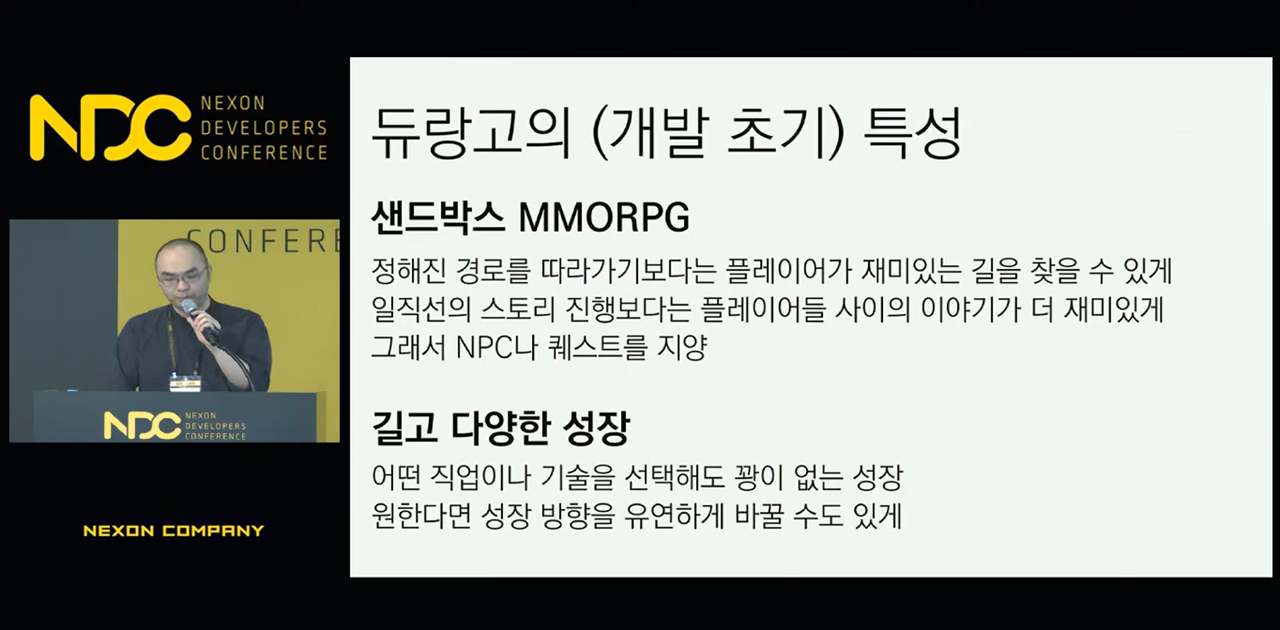 NDC NEXON
DEVELOPERS
CONFERENCE
CONFERE
NDC NEXON
DEVELOPERS
CONFERENCE
NEXON COMPANY
듀랑고의 (개발 초기) 특성
샌드박스 MMORPG
정해진 경로를 따라가기보다는 플레이어가 재미있는 길을 찾을 수 있게
일직선의 스토리 진행보다는 플레이어들 사이의 이야기가 더 재미있게
그래서 NPC나 퀘스트를 지양
길고 다양한 성장
어떤 직업이나 기술을 선택해도 꽝이 없는 성장
원한다면 성장 방향을 유연하게 바꿀 수도 있게